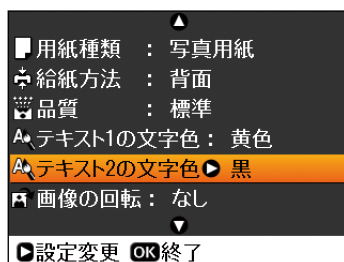 用紙種類 : 写真用紙
給紙方法 : 背面
品質 : 標準
テキスト1の文字色 : 黄色
テキスト2の文字色 黒
画像の回転 : なし
設定変更 OK終了